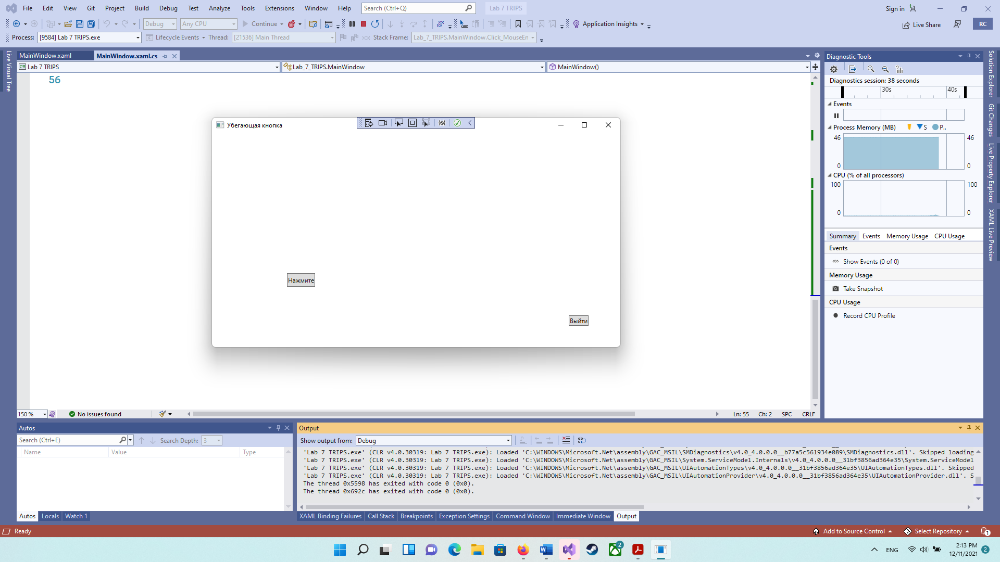 File Edit View Git Project Build Debug Test Analyze Tools Extensions Window Help Search (Ctrl+Q) Lab 7 TRIPS Sign in
Debug Any CPU Continue Application Insights Live Share RC
Process: [9584] Lab 7 TRIPS.exe Lifecycle Events Thread: [21536] Main Thread Stack Frame: Lab_7_TRIPS.MainWindow.Click_MouseEn
MainWindow.xaml MainWindow.xaml.cs
Lab 7 TRIPS Lab_7_TRIPS.MainWindow MainWindow()
56
Live Visual Tree
Убегающая кнопка
Нажмите
Выйти
150 % No issues found Ln: 55 Ch: 2 SPC CRLF
Diagnostic Tools
Diagnostics session: 38 seconds
30s 40s
Events
Process Memory (MB) S P..
46 46
0 0
CPU (% of all processors)
100 100
0 0
Summary Events Memory Usage CPU Usage
Events
Show Events (0 of 0)
Memory Usage
Take Snapshot
CPU Usage
Record CPU Profile
Solution Explorer
Git Changes
Live Property Explorer
XAML Live Preview
Autos
Search (Ctrl+E) Search Depth: 3
Name Value Type
Autos Locals Watch 1
Output
Show output from: Debug
'Lab 7 TRIPS.exe' (CLR v4.0.30319: Lab 7 TRIPS.exe): Loaded 'C:\WINDOWS\Microsoft.Net\assembly\GAC_MSIL\SMDiagnostics\v4.0_4.0.0.0__b77a5c561934e089\SMDiagnostics.dll'. Skipped loading
'Lab 7 TRIPS.exe' (CLR v4.0.30319: Lab 7 TRIPS.exe): Loaded 'C:\WINDOWS\Microsoft.Net\assembly\GAC_MSIL\System.ServiceModel.Internals\v4.0_4.0.0.0__31bf3856ad364e35\System.ServiceModel
'Lab 7 TRIPS.exe' (CLR v4.0.30319: Lab 7 TRIPS.exe): Loaded 'C:\WINDOWS\Microsoft.Net\assembly\GAC_MSIL\UIAutomationTypes\v4.0_4.0.0.0__31bf3856ad364e35\UIAutomationTypes.dll'. Skipped
'Lab 7 TRIPS.exe' (CLR v4.0.30319: Lab 7 TRIPS.exe): Loaded 'C:\WINDOWS\Microsoft.Net\assembly\GAC_MSIL\UIAutomationProvider\v4.0_4.0.0.0__31bf3856ad364e35\UIAutomationProvider.dll'. S
The thread 0x5598 has exited with code 0 (0x0).
The thread 0x692c has exited with code 0 (0x0).
XAML Binding Failures Call Stack Breakpoints Exception Settings Command Window Immediate Window Output
Ready Add to Source Control Select Repository 1
2 ENG 2:13 PM 2
12/11/2021